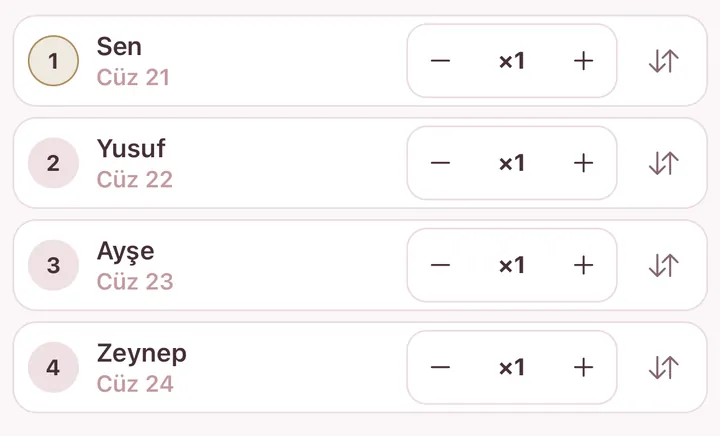 1
Sen
Cüz 21
− ×1 +
2
Yusuf
Cüz 22
− ×1 +
3
Ayşe
Cüz 23
− ×1 +
4
Zeynep
Cüz 24
− ×1 +